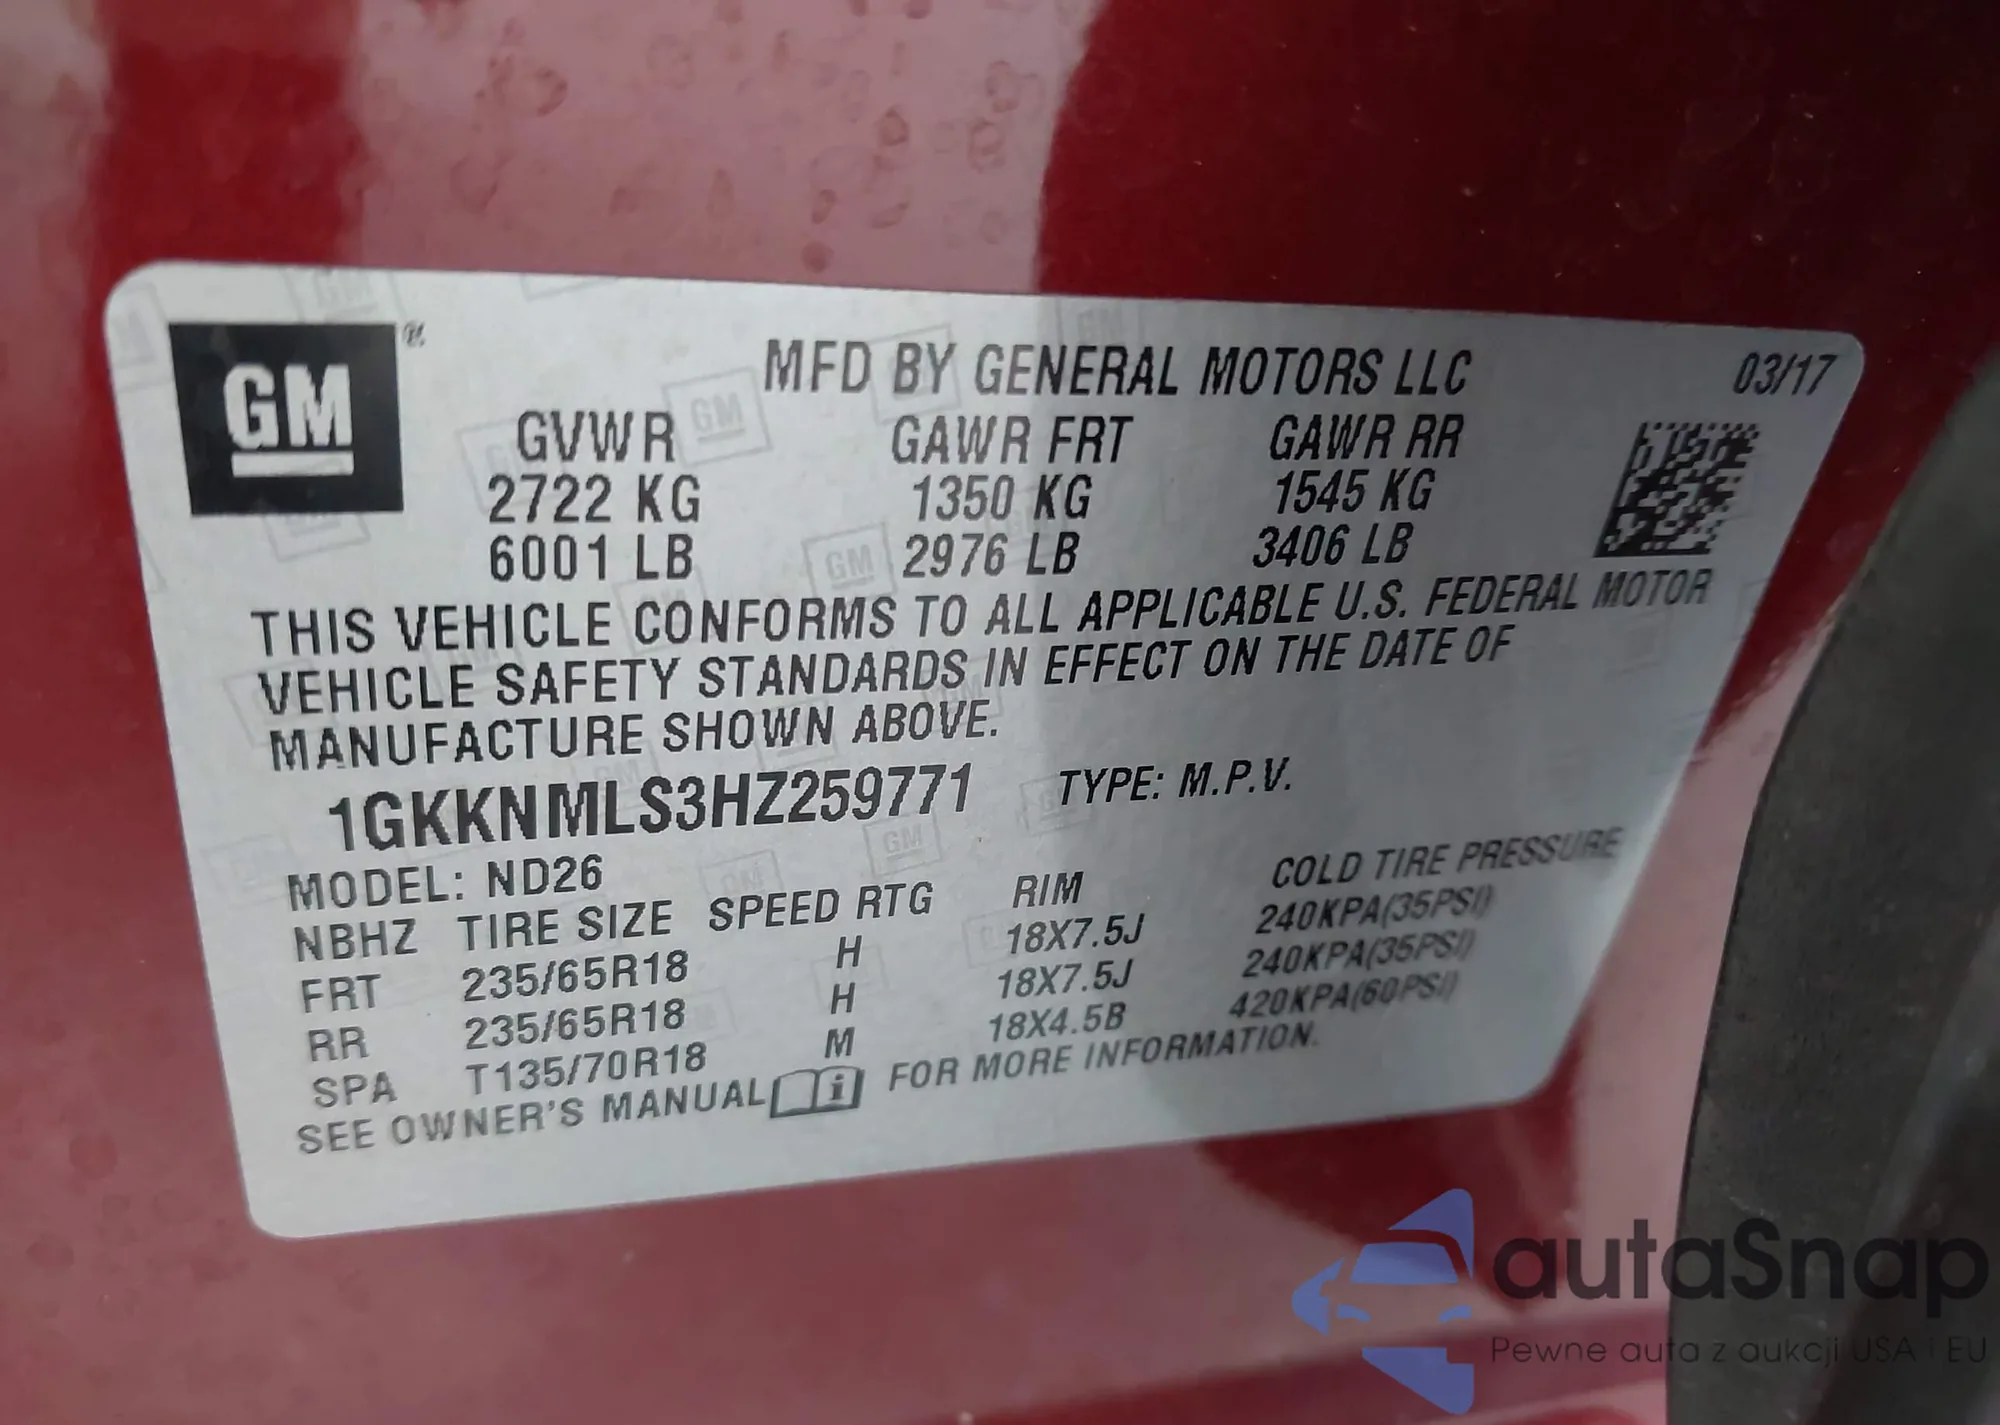 GM®
MFD BY GENERAL MOTORS LLC 03/17
GVWR GAWR FRT GAWR RR
2722 KG 1350 KG 1545 KG
6001 LB 2976 LB 3406 LB
THIS VEHICLE CONFORMS TO ALL APPLICABLE U.S. FEDERAL MOTOR
VEHICLE SAFETY STANDARDS IN EFFECT ON THE DATE OF
MANUFACTURE SHOWN ABOVE.
1GKKNMLS3HZ259771 TYPE: M.P.V.
MODEL: ND26
NBHZ TIRE SIZE SPEED RTG RIM COLD TIRE PRESSURE
FRT 235/65R18 H 18X7.5J 240KPA(35PSI)
RR 235/65R18 H 18X7.5J 240KPA(35PSI)
SPA T135/70R18 M 18X4.5B 420KPA(60PSI)
SEE OWNER'S MANUAL i FOR MORE INFORMATION.
autaSnap
Pewne auta z aukcji USA i EU